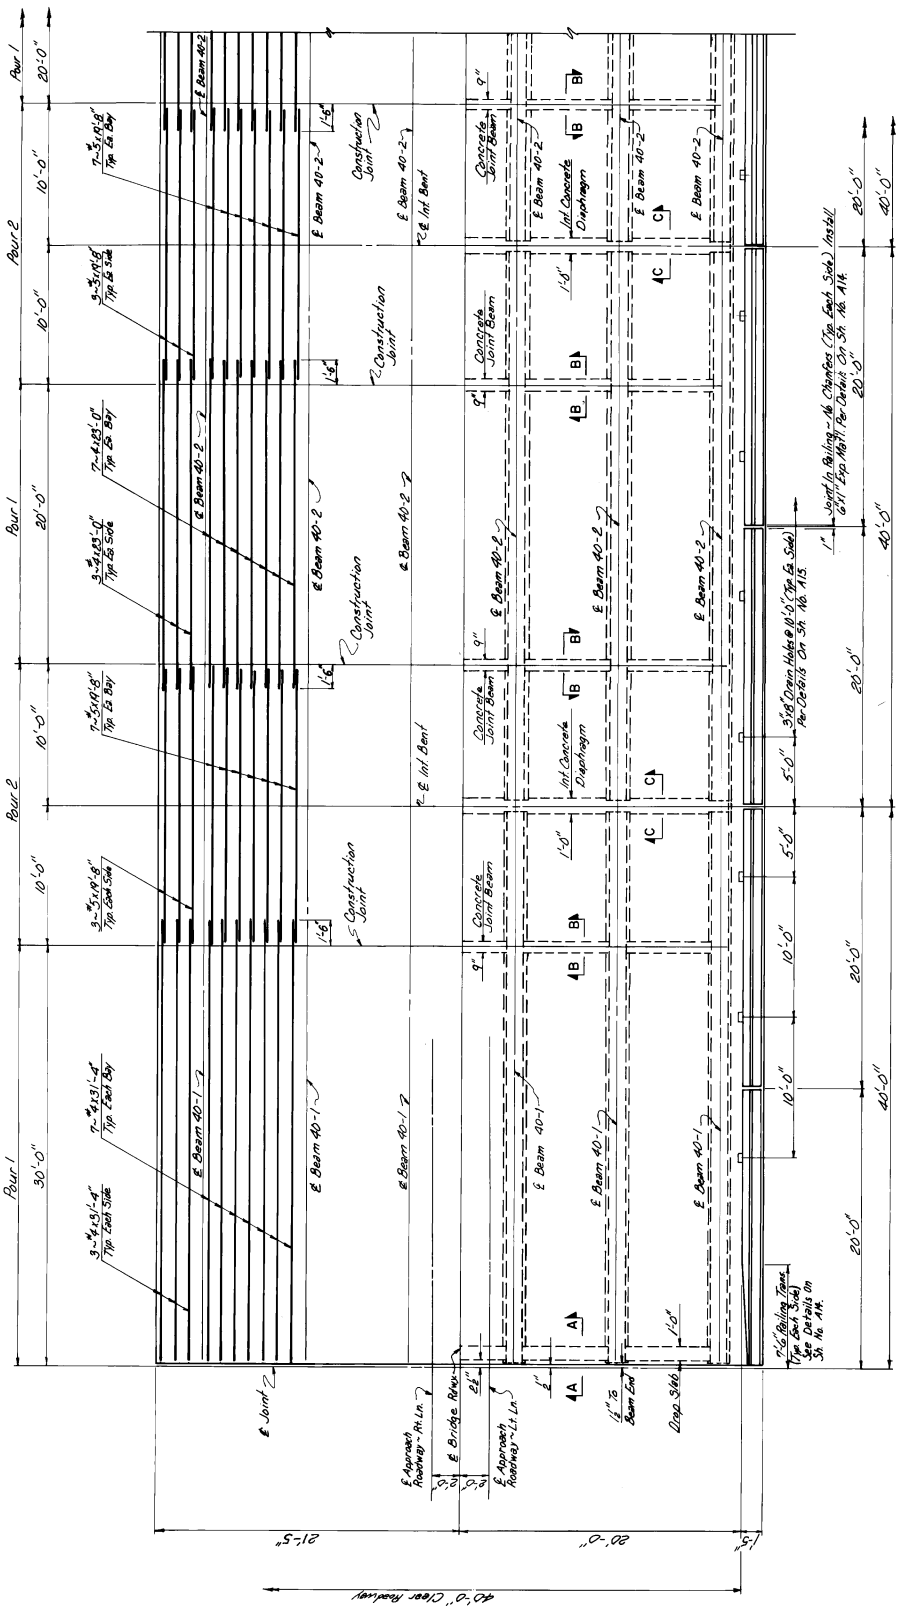 Pour 1
30'-0"
Pour 2
10'-0"
10'-0"
Pour 1
20'-0"
Pour 2
10'-0"
10'-0"
Pour 1
20'-0"
3~#4x31'-4"
Typ. Each Side
7~#4x31'-4"
Typ. Each Bay
3~#5x19'-8"
Typ. Each Side
7~#5x19'-8"
Typ. Ea. Bay
3~#4x23'-0"
Typ. Ea. Side
7~#4x23'-0"
Typ. Ea. Bay
3~#5x19'-8"
Typ. Ea. Side
7~#5x19'-8"
Typ. Ea. Bay
℄ Beam 40-1
℄ Beam 40-2
℄ Beam 40-2
℄ Joint
1'-6"
1'-6"
1'-6"
1'-6"
℄ Beam 40-1
℄ Beam 40-2
℄ Beam 40-2
Construction
Joint
Construction
Joint
Construction
Joint
Construction
Joint
℄ Beam 40-1
℄ Int. Bent
℄ Beam 40-2
℄ Int Bent
℄ Beam 40-2
℄ Approach
Roadway~Rt. Ln.
2'-0"
℄ Bridge Rdwy.
2'-0"
℄ Approach
Roadway~Lt. Ln.
2½"
9"
Concrete
Joint Beam
Concrete
Joint Beam
9"
9"
Concrete
Joint Beam
Concrete
Joint Beam
9"
℄ Beam 40-1
℄ Beam 40-2
℄ Beam 40-2
½"
1'-0"
Int. Concrete
Diaphragm
1'-0"
Int. Concrete
Diaphragm
A
A
B
B
B
B
B
B
B
B
1½" To
Beam End
℄ Beam 40-1
℄ Beam 40-2
℄ Beam 40-2
C
C
C
C
Drop Slab
1'-0"
℄ Beam 40-1
℄ Beam 40-2
℄ Beam 40-2
21'-5"
20'-0"
1'-5"
40'-0" Clear Roadway
7'-6" Railing Trans.
(Typ. Each Side)
See Details On
Sh. No. A14.
10'-0"
10'-0"
5'-0"
5'-0"
3"x8" Drain Holes @ 10'-0" (Typ. Ea. Side)
Per Details On Sh. No. A15.
1"
Joint In Railing ~ No Chamfers (Typ. Each Side) Install
6"x1" Exp. Mat'l. Per Details On Sh. No. A14.
20'-0"
20'-0"
20'-0"
20'-0"
20'-0"
40'-0"
40'-0"
40'-0"